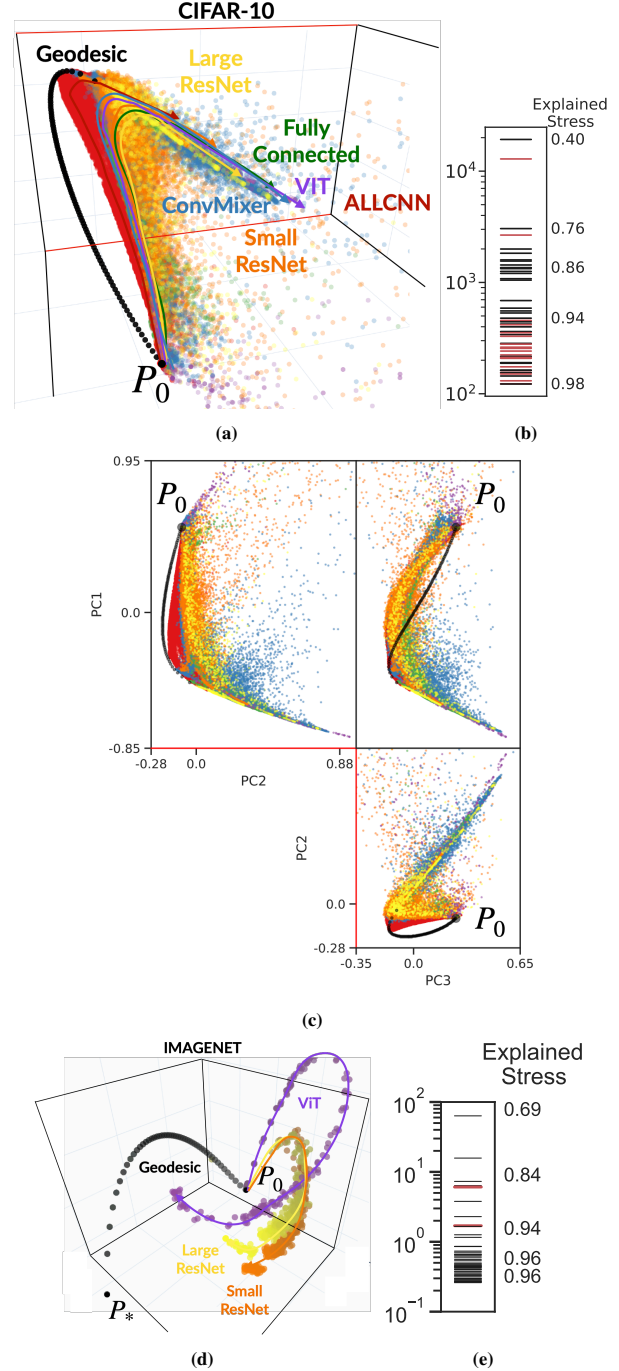 CIFAR-10
Geodesic
Large
ResNet
Fully
Connected
VIT
ConvMixer
ALLCNN
Small
ResNet
P0
(a)
Explained
Stress
0.40
10^4
0.76
0.86
10^3
0.94
0.98
10^2
(b)
0.95
P0
P0
PC1
0.0
-0.85
-0.28
0.0
0.88
PC2
PC2
0.0
P0
-0.28
-0.35
0.0
0.65
PC3
(c)
IMAGENET
ViT
Geodesic
P0
Large
ResNet
Small
ResNet
P*
(d)
Explained
Stress
10^2
0.69
10^1
0.84
0.94
10^0
0.96
0.96
10^-1
(e)